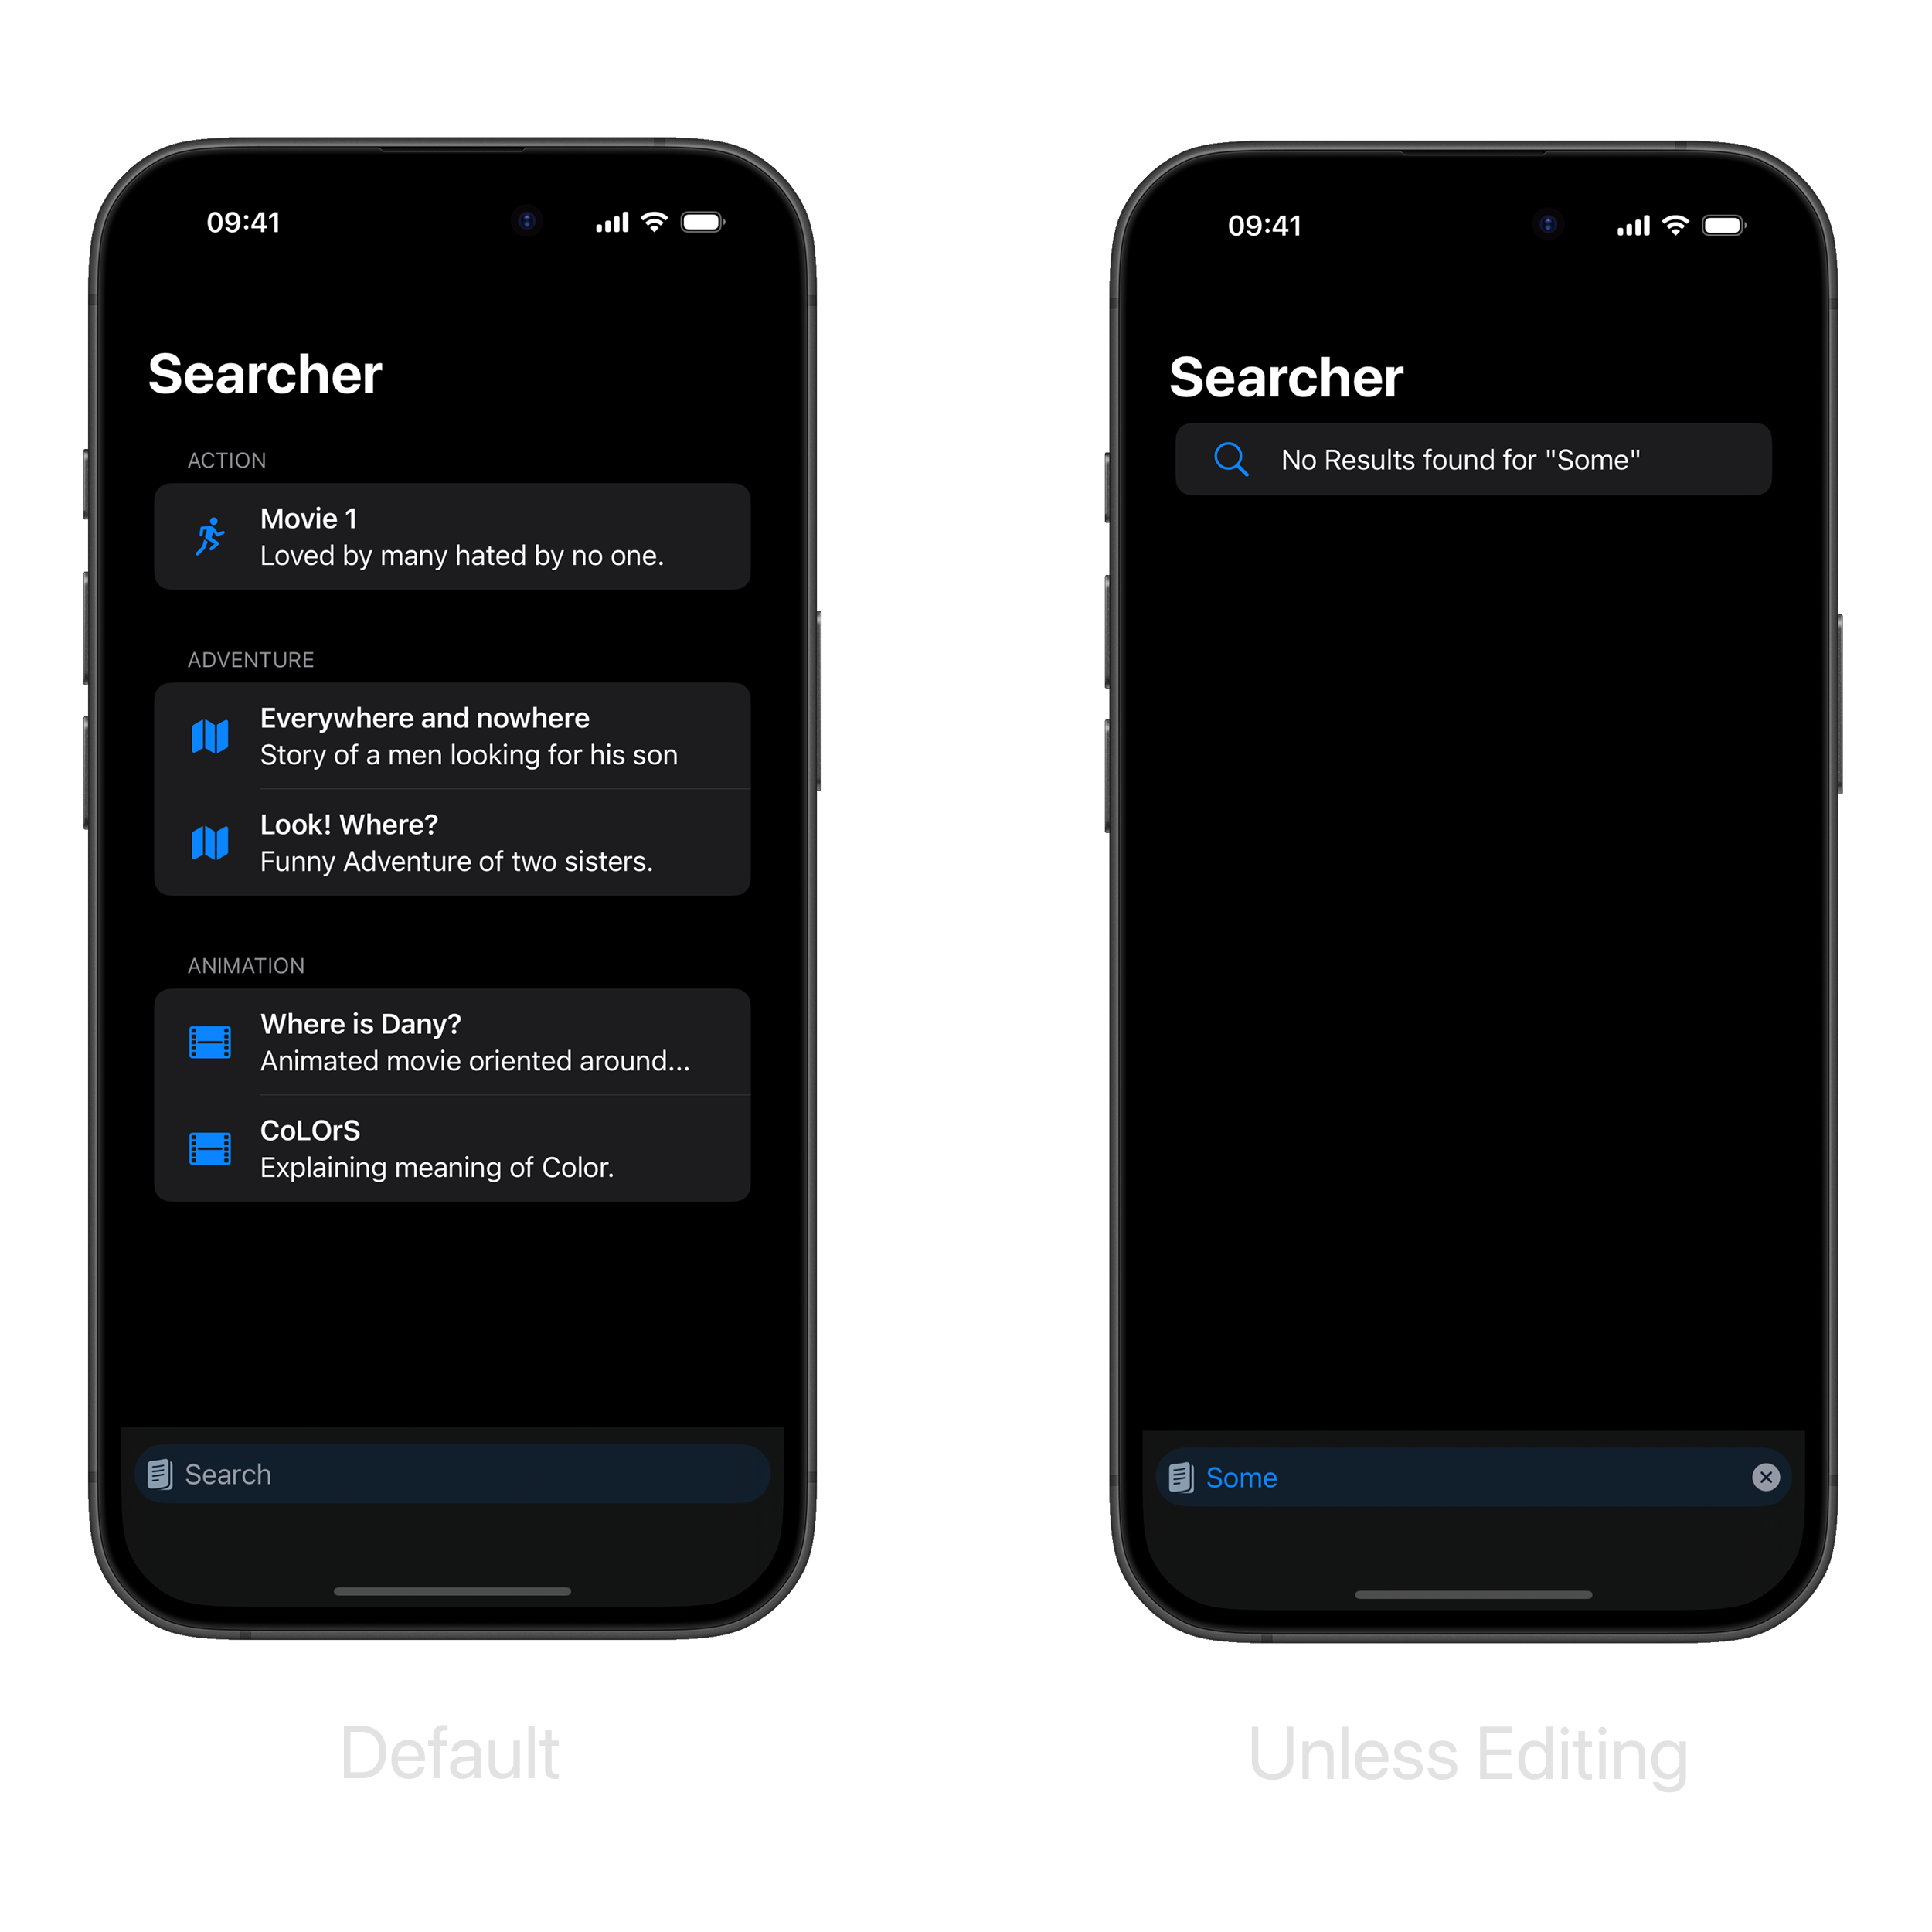 09:41
Searcher
ACTION
Movie 1
Loved by many hated by no one.
ADVENTURE
Everywhere and nowhere
Story of a men looking for his son
Look! Where?
Funny Adventure of two sisters.
ANIMATION
Where is Dany?
Animated movie oriented around...
CoLOrS
Explaining meaning of Color.
Search
Default
09:41
Searcher
No Results found for "Some"
Some
Unless Editing